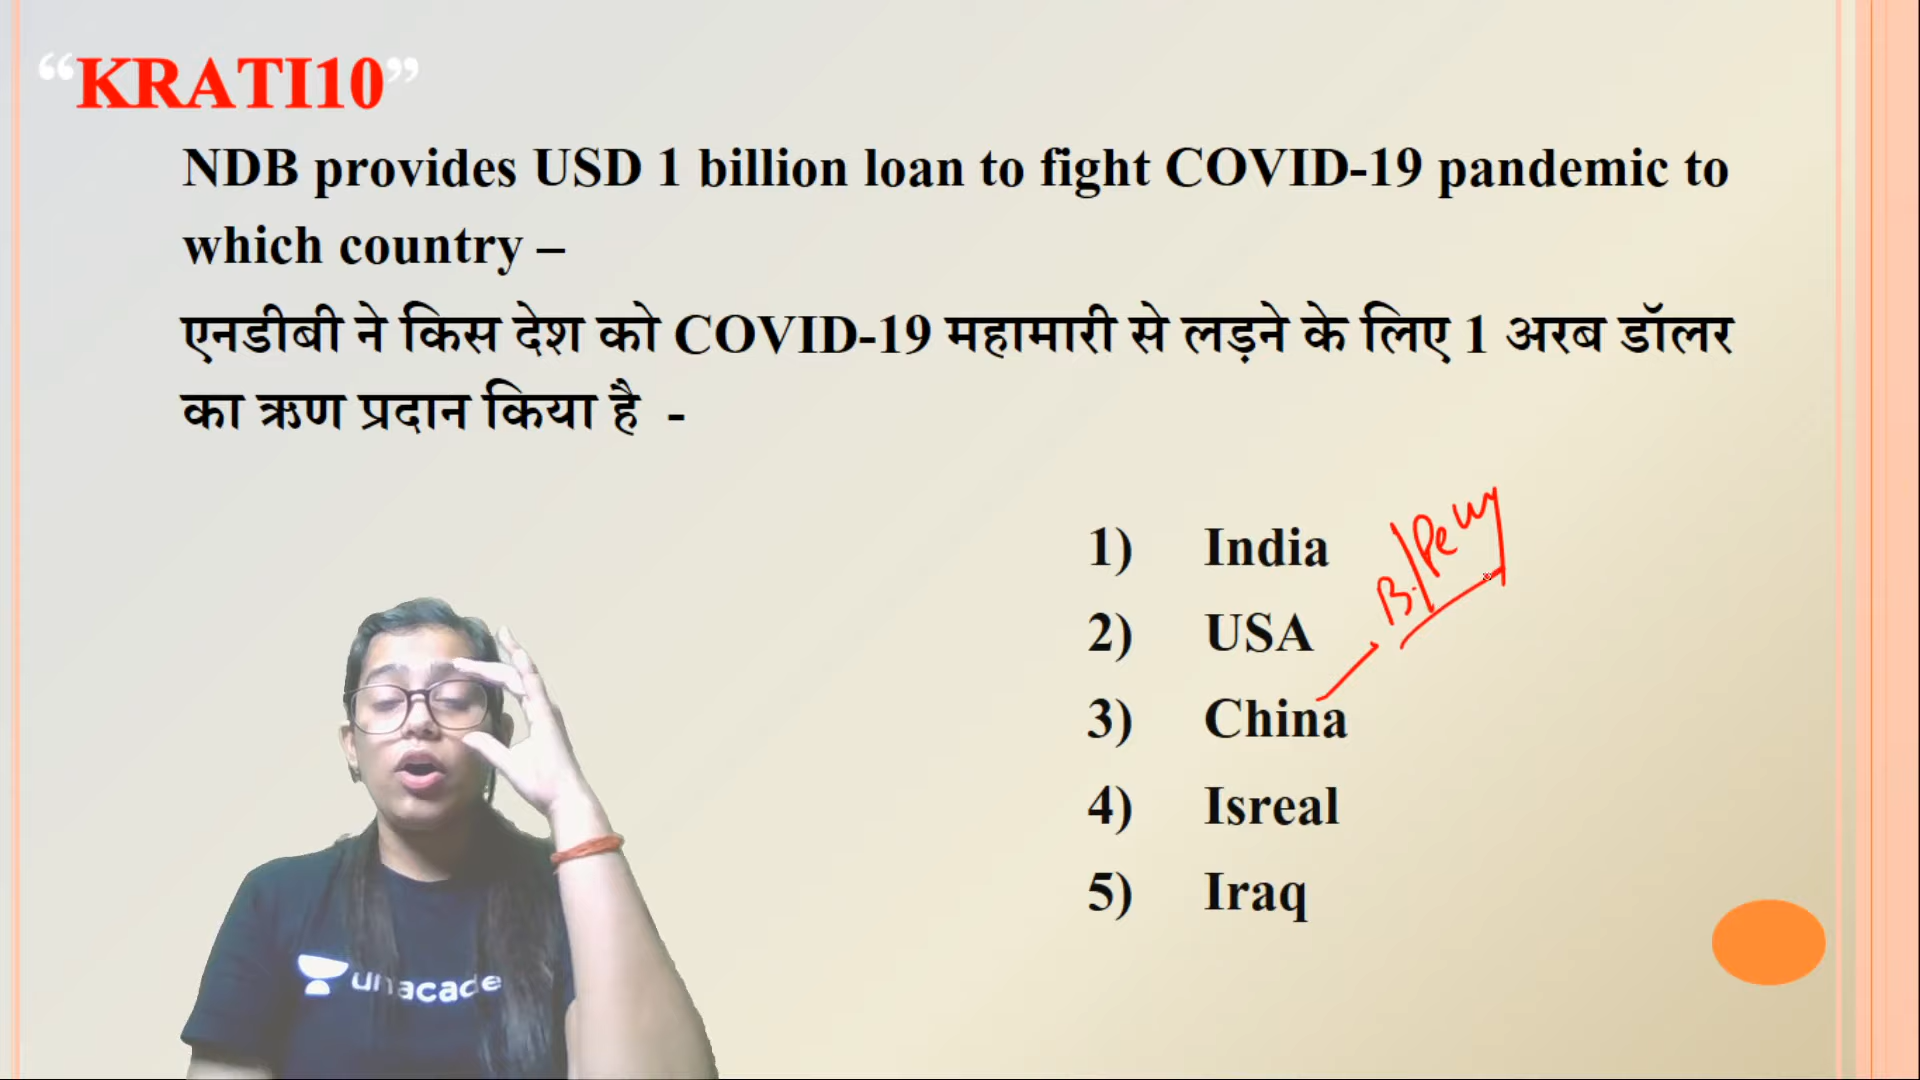 “KRATI10”
NDB provides USD 1 billion loan to fight COVID-19 pandemic to
which country –
एनडीबी ने किस देश को COVID-19 महामारी से लड़ने के लिए 1 अरब डॉलर
का ऋण प्रदान किया है -
1) India
2) USA
3) China
4) Isreal
5) Iraq
unacade